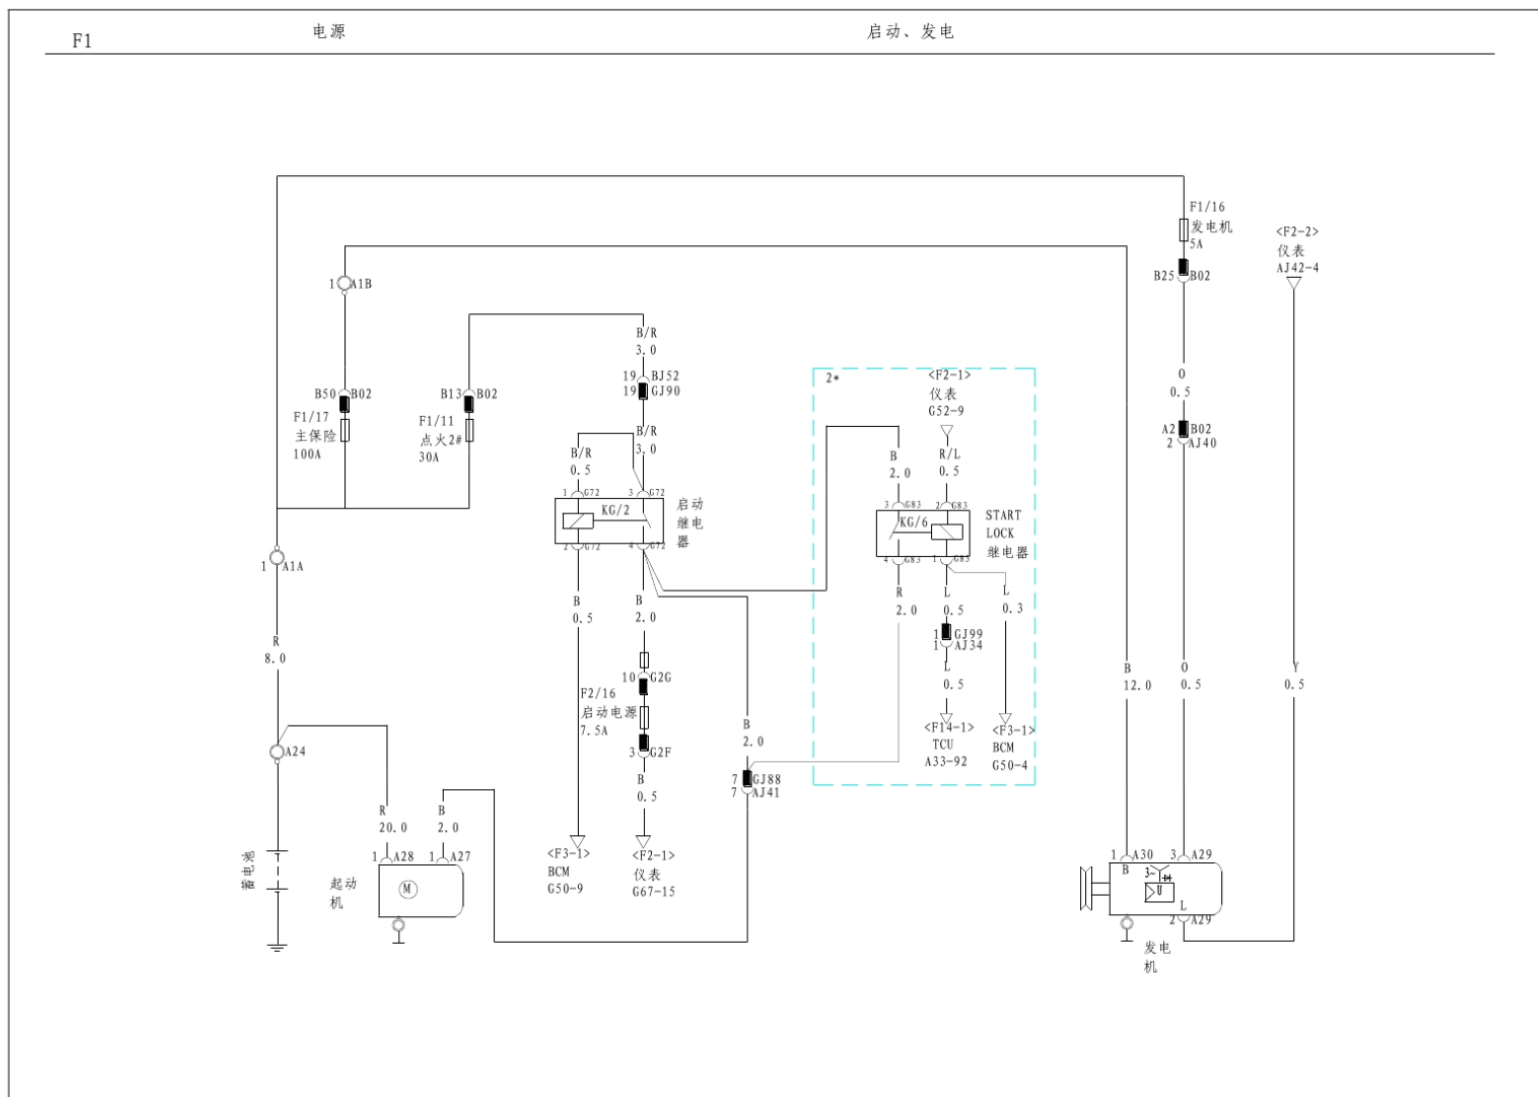 F1
电源
启动、发电
F1/16
发电机
5A
B25 B02
<F2-2>
仪表
AJ42-4
1 A1B
B/R
3.0
19 BJ52
19 GJ90
B50 B02
F1/17
主保险
100A
B13 B02
F1/11
点火2#
30A
B/R
3.0
B/R
0.5
2*
<F2-1>
仪表
G52-9
O
0.5
A2 B02
2 AJ40
B
2.0
R/L
0.5
1 G72
3 G72
KG/2
启动
继电
器
2 G72
4 G72
3 G83
2 G83
KG/6
START
LOCK
继电器
4 G83
1 G83
1 A1A
B
0.5
B
2.0
R
2.0
L
0.5
L
0.3
1 GJ99
1 AJ34
R
8.0
10 G2G
F2/16
启动电源
7.5A
3 G2F
L
0.5
B
12.0
O
0.5
Y
0.5
<F14-1>
TCU
A33-92
<F3-1>
BCM
G50-4
B
2.0
A24
7 GJ88
7 AJ41
B
0.5
R
20.0
B
2.0
蓄电池
1 A28
1 A27
起动
机
M
<F3-1>
BCM
G50-9
<F2-1>
仪表
G67-15
1 A30
3 A29
B
3~
U
L
2 A29
发电
机